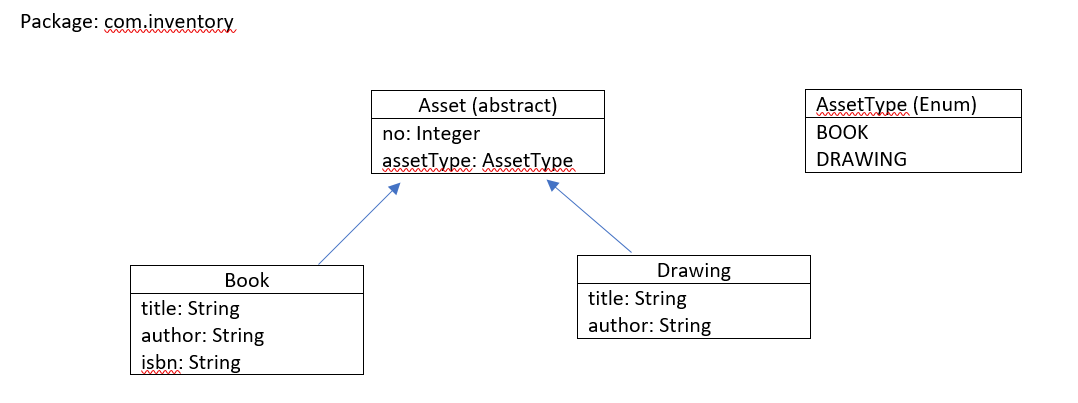 Package: com.inventory
Asset (abstract)
no: Integer
assetType: AssetType
AssetType (Enum)
BOOK
DRAWING
Book
title: String
author: String
isbn: String
Drawing
title: String
author: String